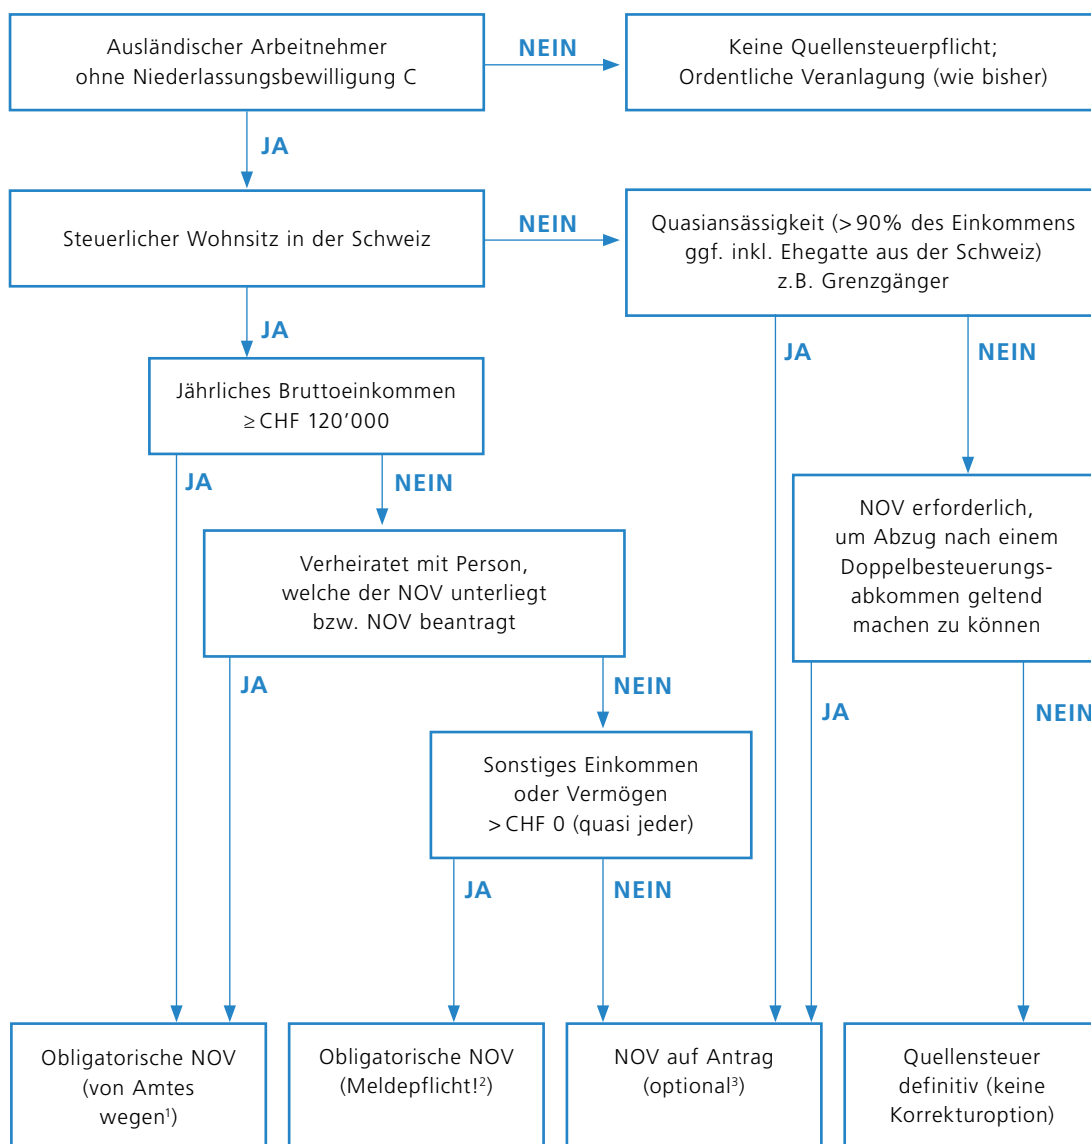 Ausländischer Arbeitnehmer
ohne Niederlassungsbewilligung C
NEIN
Keine Quellensteuerpflicht;
Ordentliche Veranlagung (wie bisher)
JA
Steuerlicher Wohnsitz in der Schweiz
NEIN
Quasiansässigkeit (> 90% des Einkommens
ggf. inkl. Ehegatte aus der Schweiz)
z.B. Grenzgänger
JA
JA
NEIN
Jährliches Bruttoeinkommen
≥ CHF 120'000
JA
NEIN
NOV erforderlich,
um Abzug nach einem
Doppelbesteuerungs-
abkommen geltend
machen zu können
Verheiratet mit Person,
welche der NOV unterliegt
bzw. NOV beantragt
JA
NEIN
JA
NEIN
Sonstiges Einkommen
oder Vermögen
> CHF 0 (quasi jeder)
JA
NEIN
Obligatorische NOV
(von Amtes
wegen¹)
Obligatorische NOV
(Meldepflicht!²)
NOV auf Antrag
(optional³)
Quellensteuer
definitiv (keine
Korrekturoption)